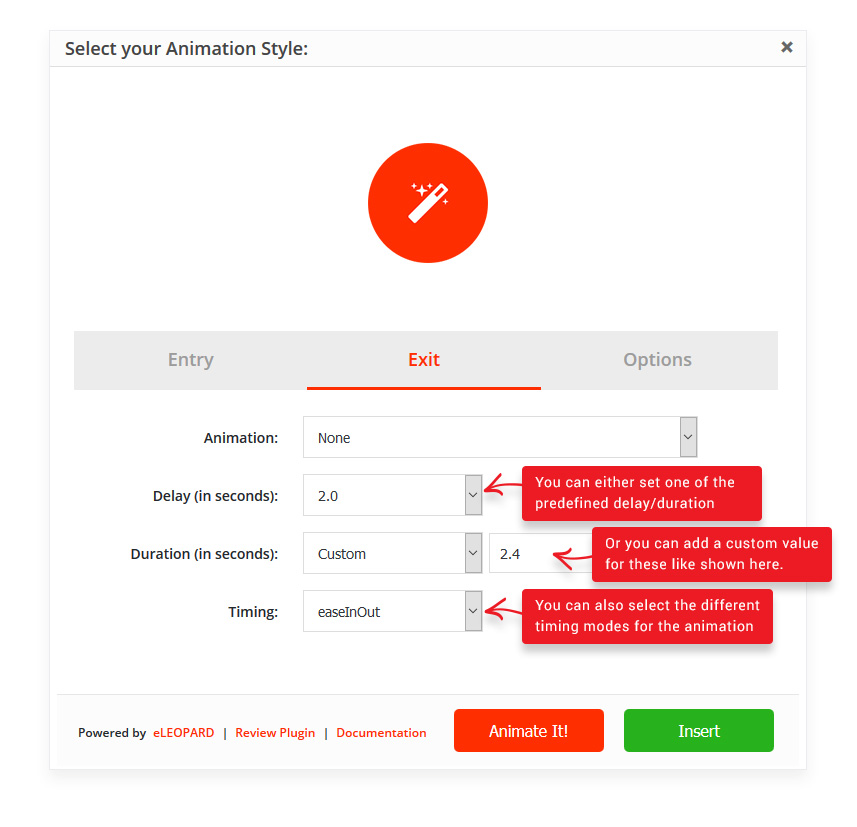 Select your Animation Style:
Entry
Exit
Options
Animation:
None
Delay (in seconds):
2.0
You can either set one of the
predefined delay/duration
Duration (in seconds):
Custom
2.4
Or you can add a custom value
for these like shown here.
Timing:
easeInOut
You can also select the different
timing modes for the animation
Powered by eLEOPARD | Review Plugin | Documentation
Animate It!
Insert